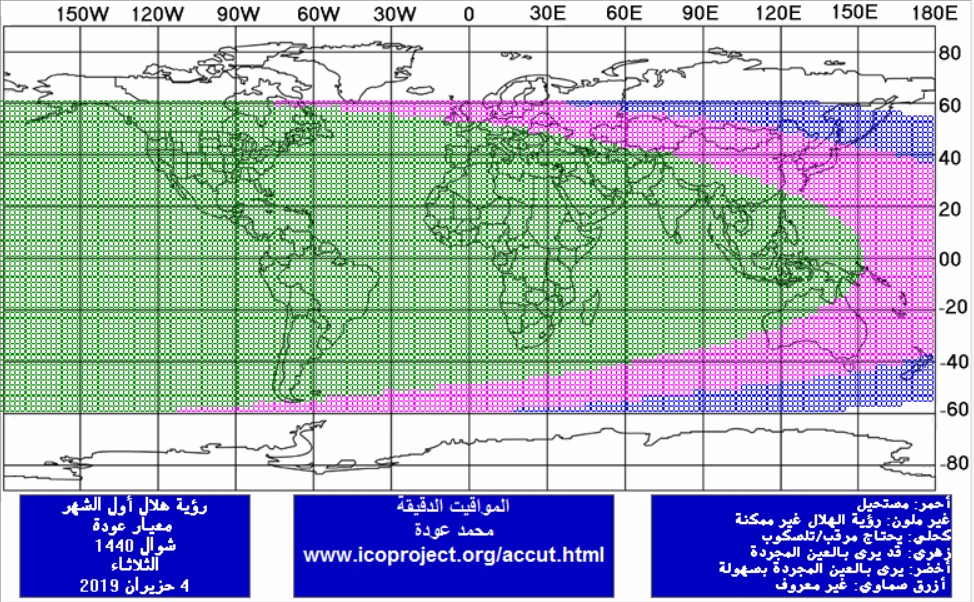 150W 120W 90W 60W 30W 0 30E 60E 90E 120E 150E 180E
80
60
40
20
00
-20
-40
-60
-80
رؤية هلال أول الشهر
معيار عودة
شوال 1440
الثلاثاء
4 حزيران 2019
المواقيت الدقيقة
محمد عودة
www.icoproject.org/accut.html
أحمر: مستحيل
غير ملون: رؤية الهلال غير ممكنة
كحلي: يحتاج مرقب/تلسكوب
زهري: قد يرى بالعين المجردة
أخضر: يرى بالعين المجردة بصهولة
أزرق صماوي: غير معروف